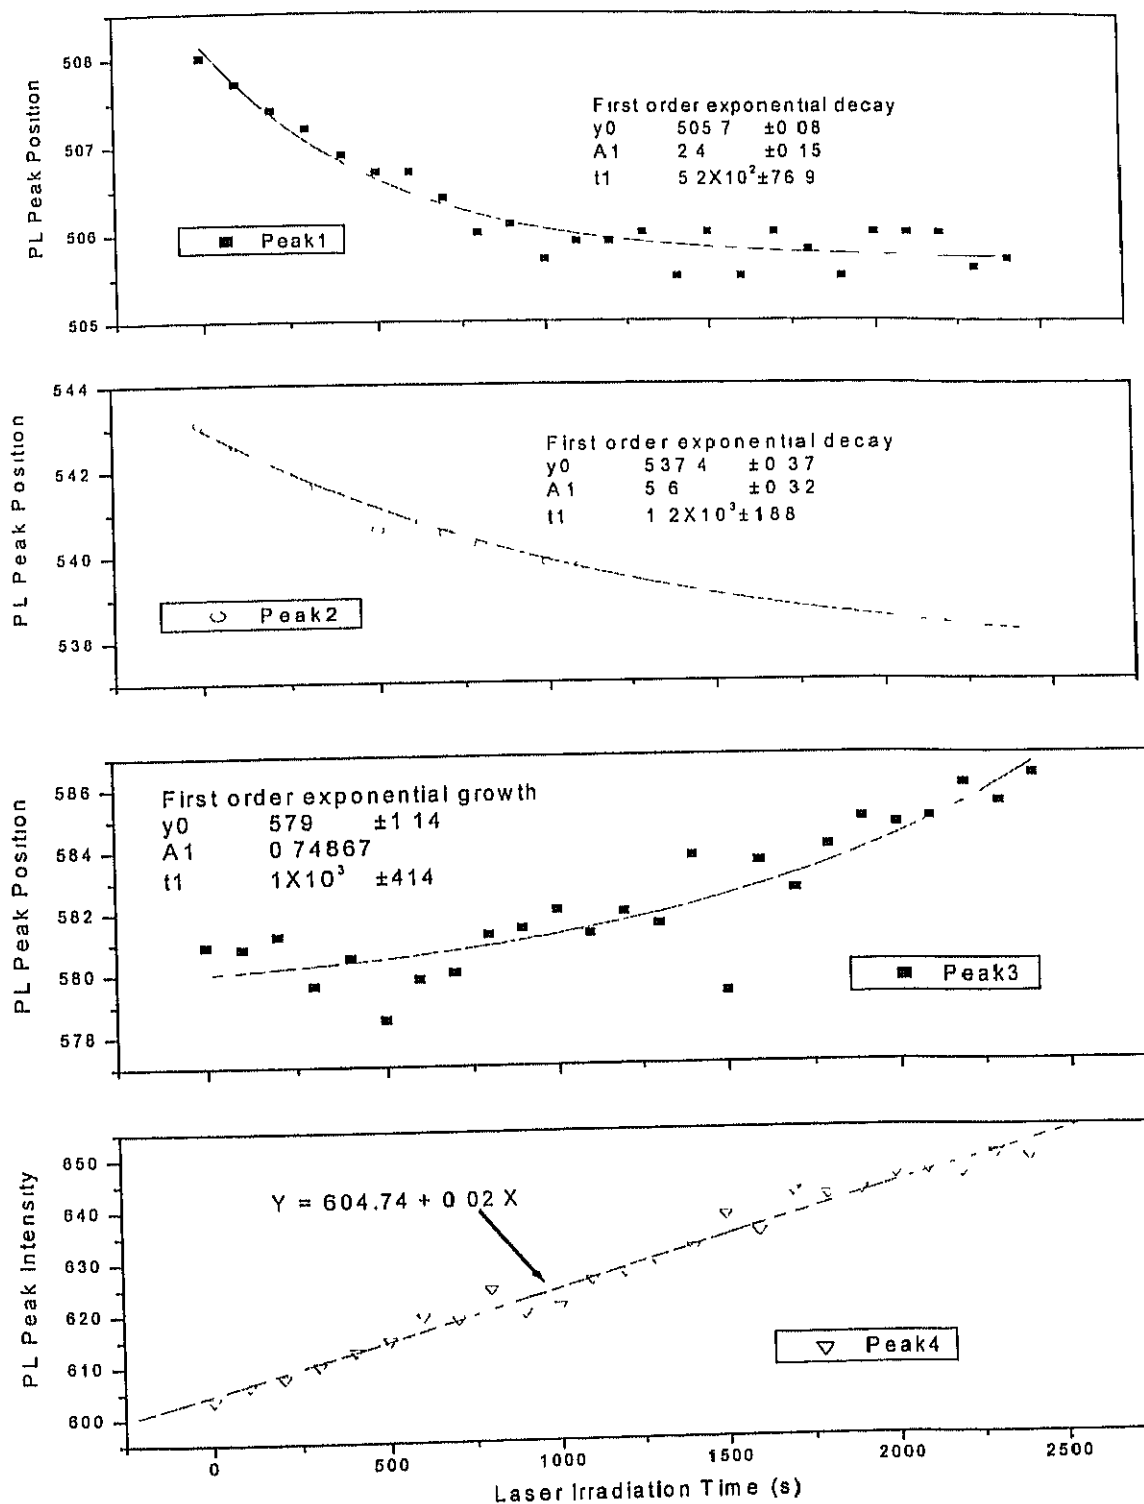 508
507
506
505
PL Peak Position
First order exponential decay
y0 505 7 ±0 08
A1 2 4 ±0 15
t1 5 2X10²±76 9
Peak1
544
542
540
538
PL Peak Position
First order exponential decay
y0 537 4 ±0 37
A1 5 6 ±0 32
t1 1 2X10³±188
Peak2
586
584
582
580
578
PL Peak Position
First order exponential growth
y0 579 ±1 14
A1 0 74867
t1 1X10³ ±414
Peak3
650
640
630
620
610
600
PL Peak Intensity
Y = 604.74 + 0 02 X
Peak4
0 500 1000 1500 2000 2500
Laser Irradiation Time (s)